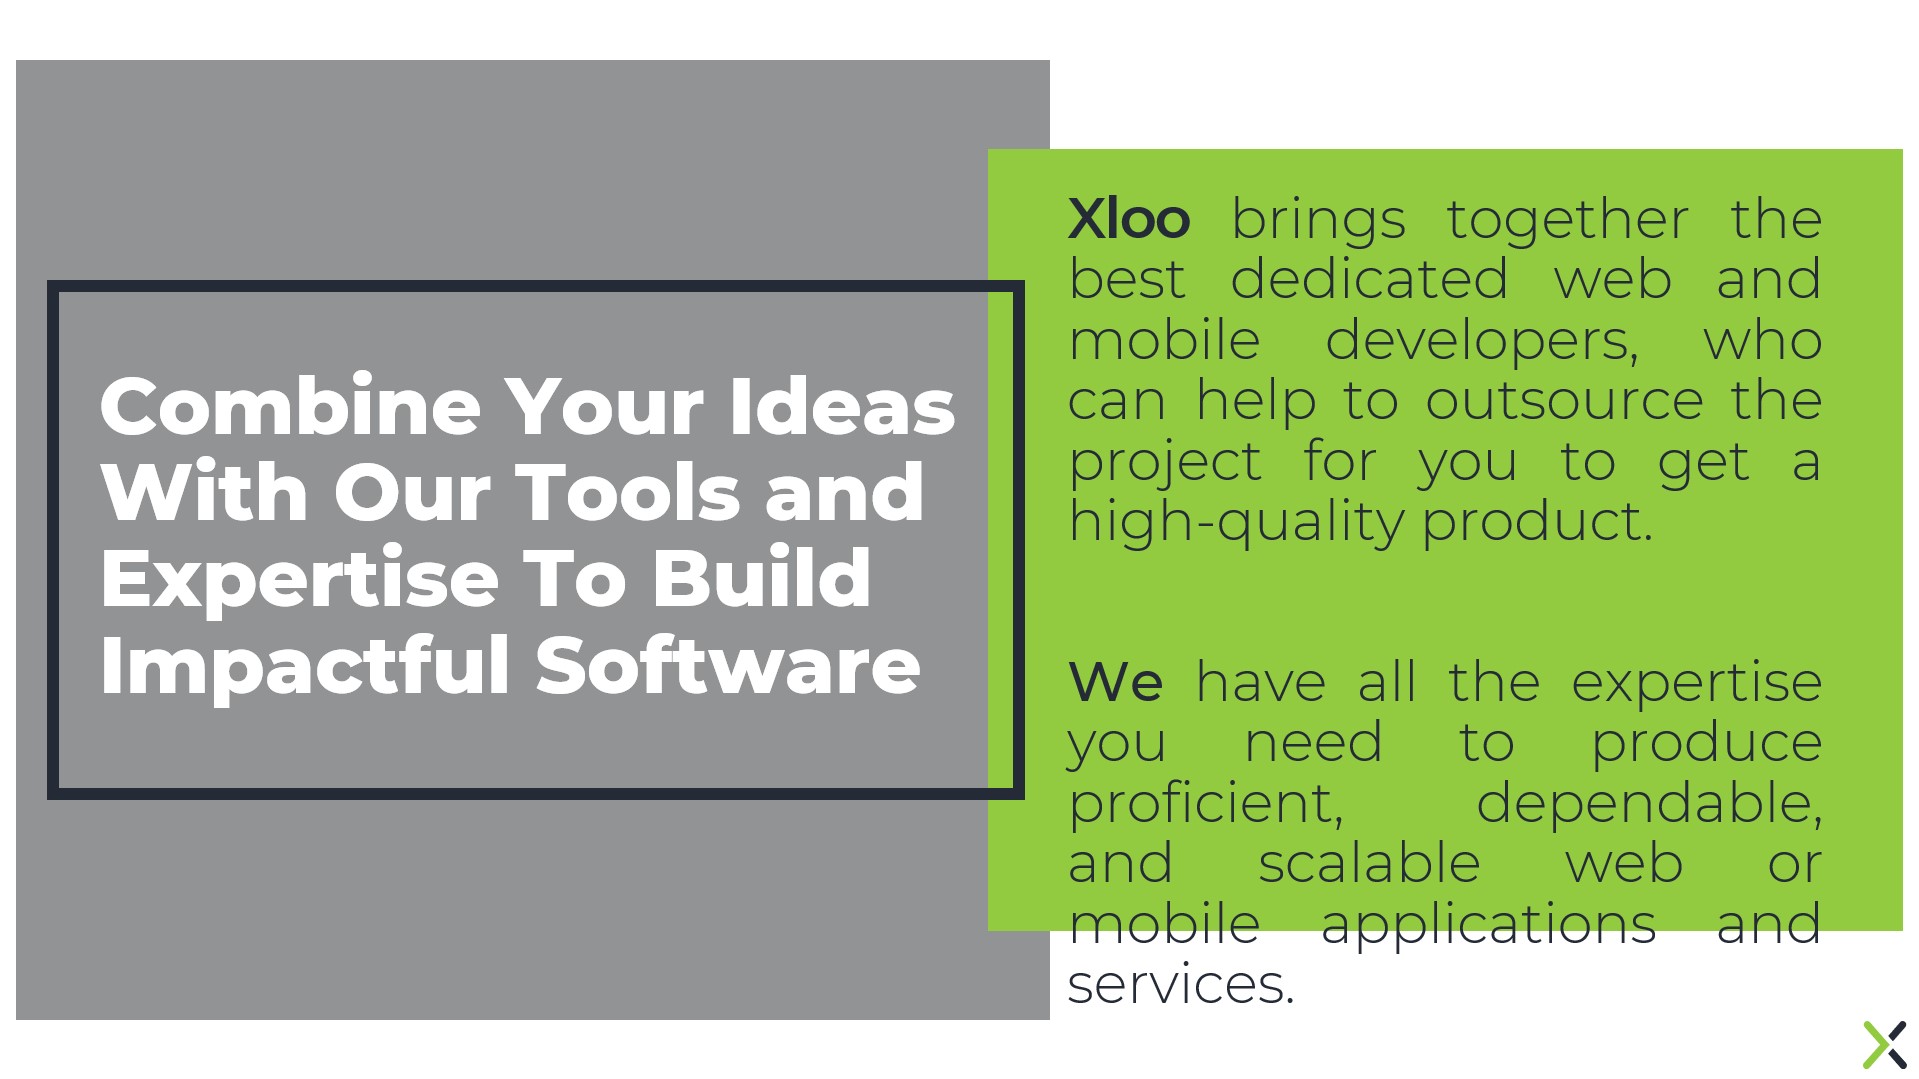 Combine Your Ideas
With Our Tools and
Expertise To Build
Impactful Software
Xloo brings together the
best dedicated web and
mobile developers, who
can help to outsource the
project for you to get a
high-quality product.
We have all the expertise
you need to produce
proficient, dependable,
and scalable web or
mobile applications and
services.